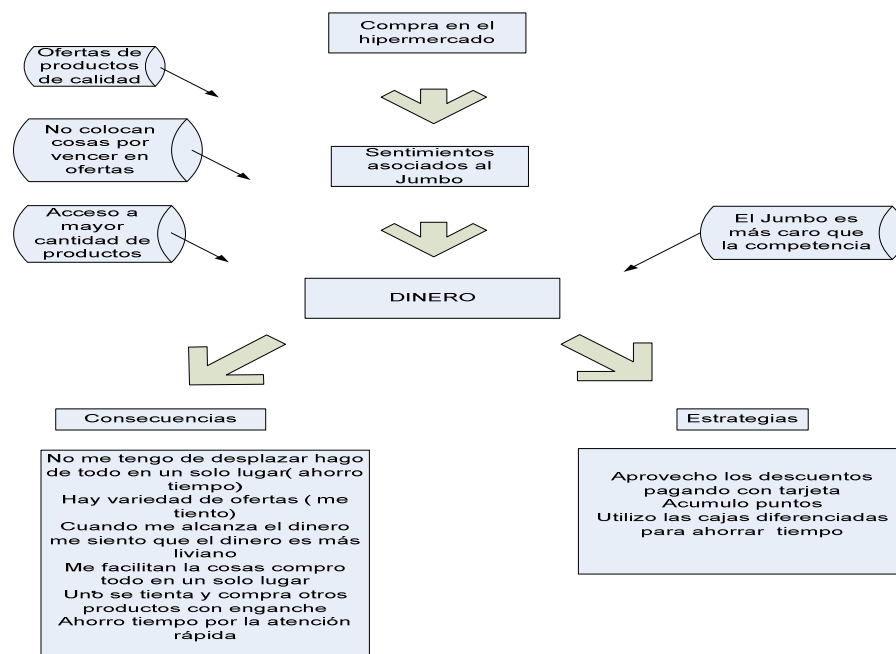 Compra en el
hipermercado
Ofertas de
productos
de calidad
No colocan
cosas por
vencer en
ofertas
Sentimientos
asociados al
Jumbo
Acceso a
mayor
cantidad de
productos
El Jumbo es
más caro que
la competencia
DINERO
Consecuencias
No me tengo de desplazar hago
de todo en un solo lugar( ahorro
tiempo)
Hay variedad de ofertas ( me
tiento)
Cuando me alcanza el dinero
me siento que el dinero es más
liviano
Me facilitan la cosas compro
todo en un solo lugar
Uno se tienta y compra otros
productos con enganche
Ahorro tiempo por la atención
rápida
Estrategias
Aprovecho los descuentos
pagando con tarjeta
Acumulo puntos
Utilizo las cajas diferenciadas
para ahorrar tiempo